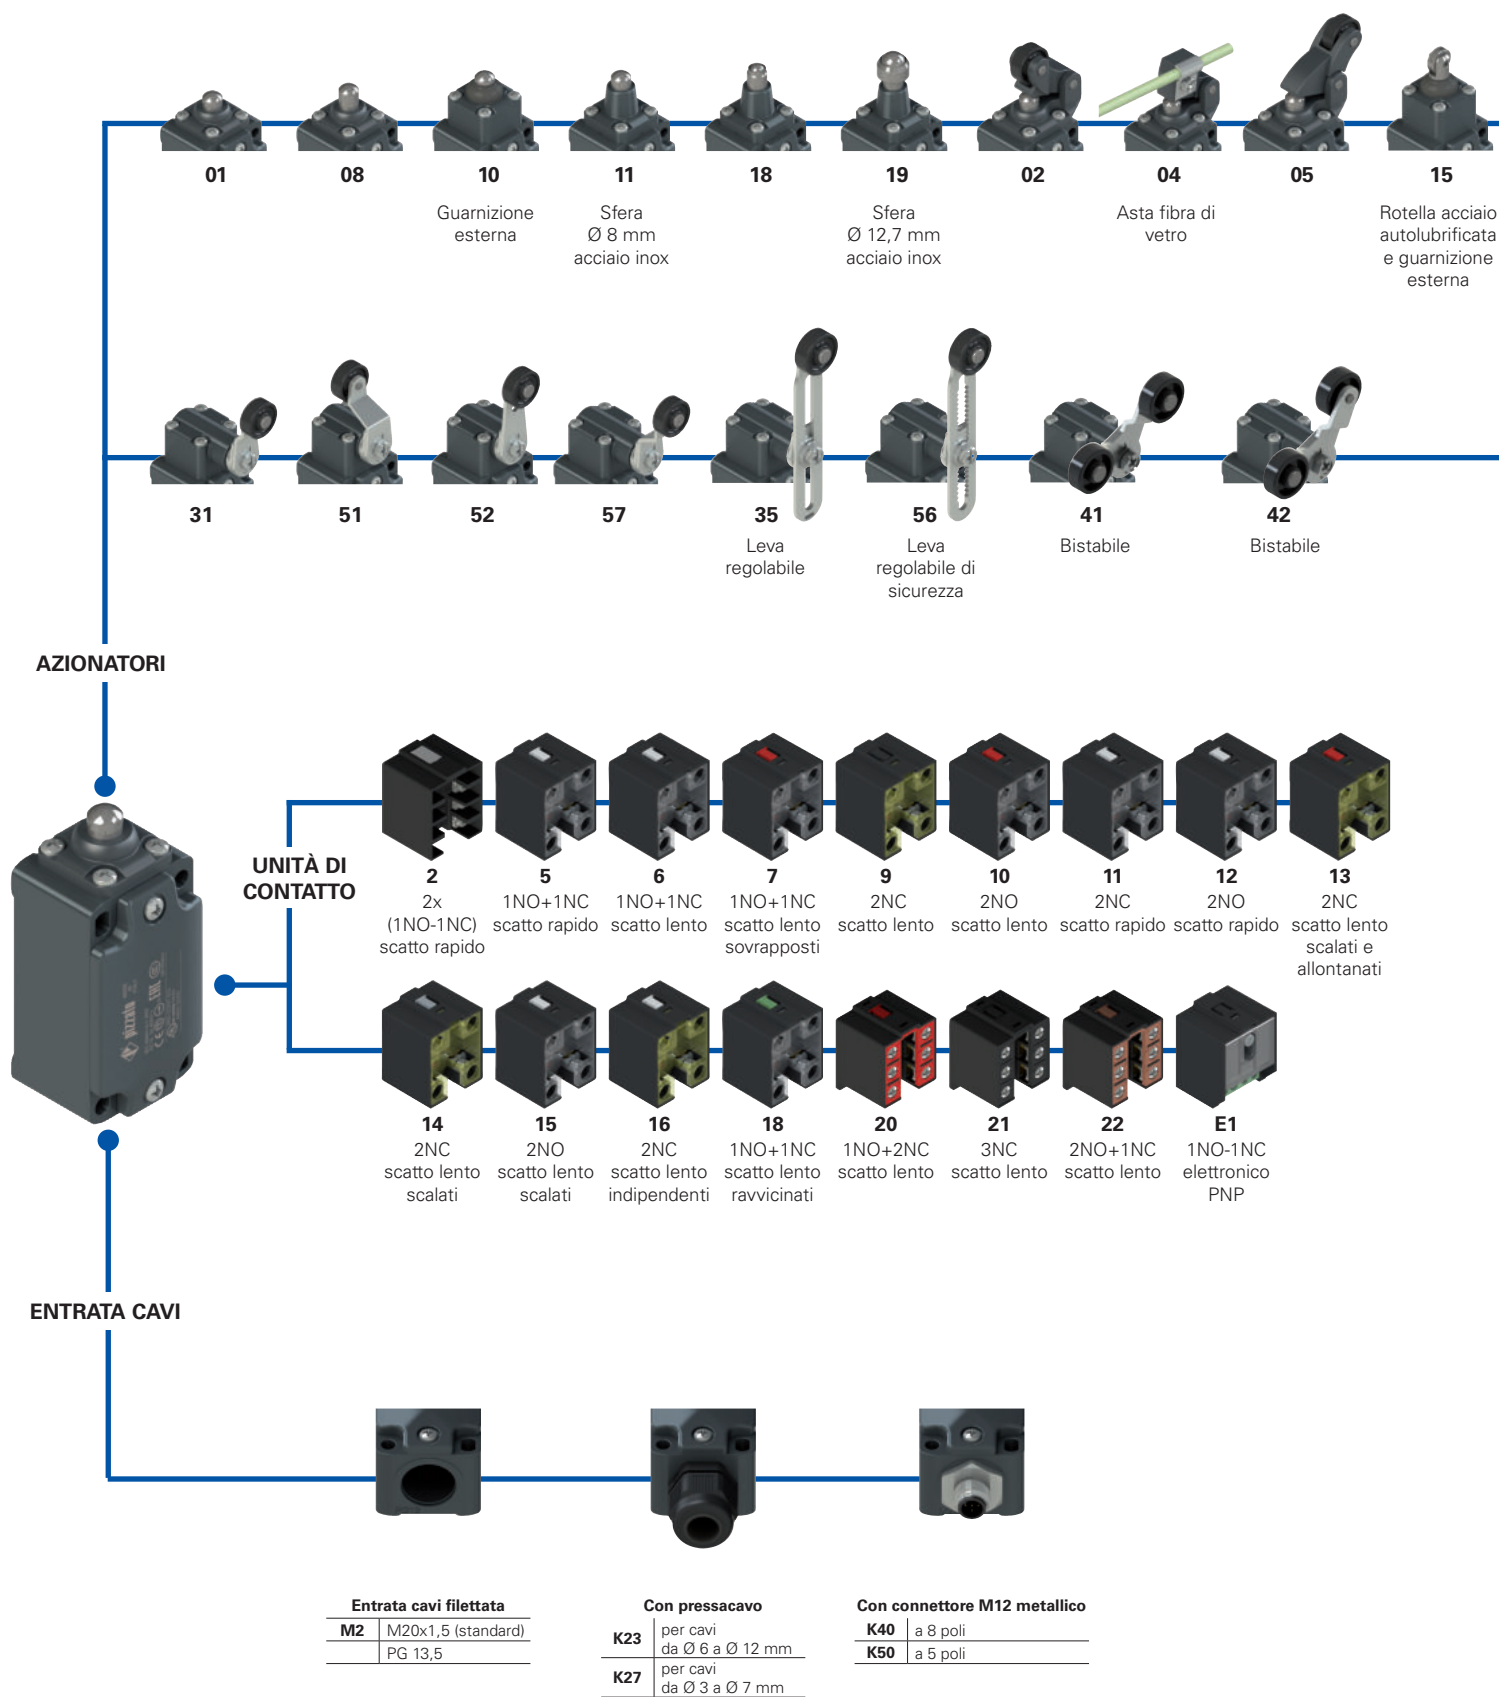 01 08 10 11 18 19 02 04 05 15
Guarnizione
esterna
Sfera
Ø 8 mm
acciaio inox
Sfera
Ø 12,7 mm
acciaio inox
Asta fibra di
vetro
Rotella acciaio
autolubrificata
e guarnizione
esterna
31 51 52 57 35 56 41 42
Leva
regolabile
Leva
regolabile di
sicurezza
Bistabile
Bistabile
AZIONATORI
pizzato
UNITÀ DI
CONTATTO
2
2x
(1NO-1NC)
scatto rapido
5
1NO+1NC
scatto rapido
6
1NO+1NC
scatto lento
7
1NO+1NC
scatto lento
sovrapposti
9
2NC
scatto lento
10
2NO
scatto lento
11
2NC
scatto rapido
12
2NO
scatto rapido
13
2NC
scatto lento
scalati e
allontanati
14
2NC
scatto lento
scalati
15
2NO
scatto lento
scalati
16
2NC
scatto lento
indipendenti
18
1NO+1NC
scatto lento
ravvicinati
20
1NO+2NC
scatto lento
21
3NC
scatto lento
22
2NO+1NC
scatto lento
E1
1NO-1NC
elettronico
PNP
ENTRATA CAVI
Entrata cavi filettata
M2 M20x1,5 (standard)
PG 13,5
Con pressacavo
K23 per cavi
da Ø 6 a Ø 12 mm
K27 per cavi
da Ø 3 a Ø 7 mm
Con connettore M12 metallico
K40 a 8 poli
K50 a 5 poli